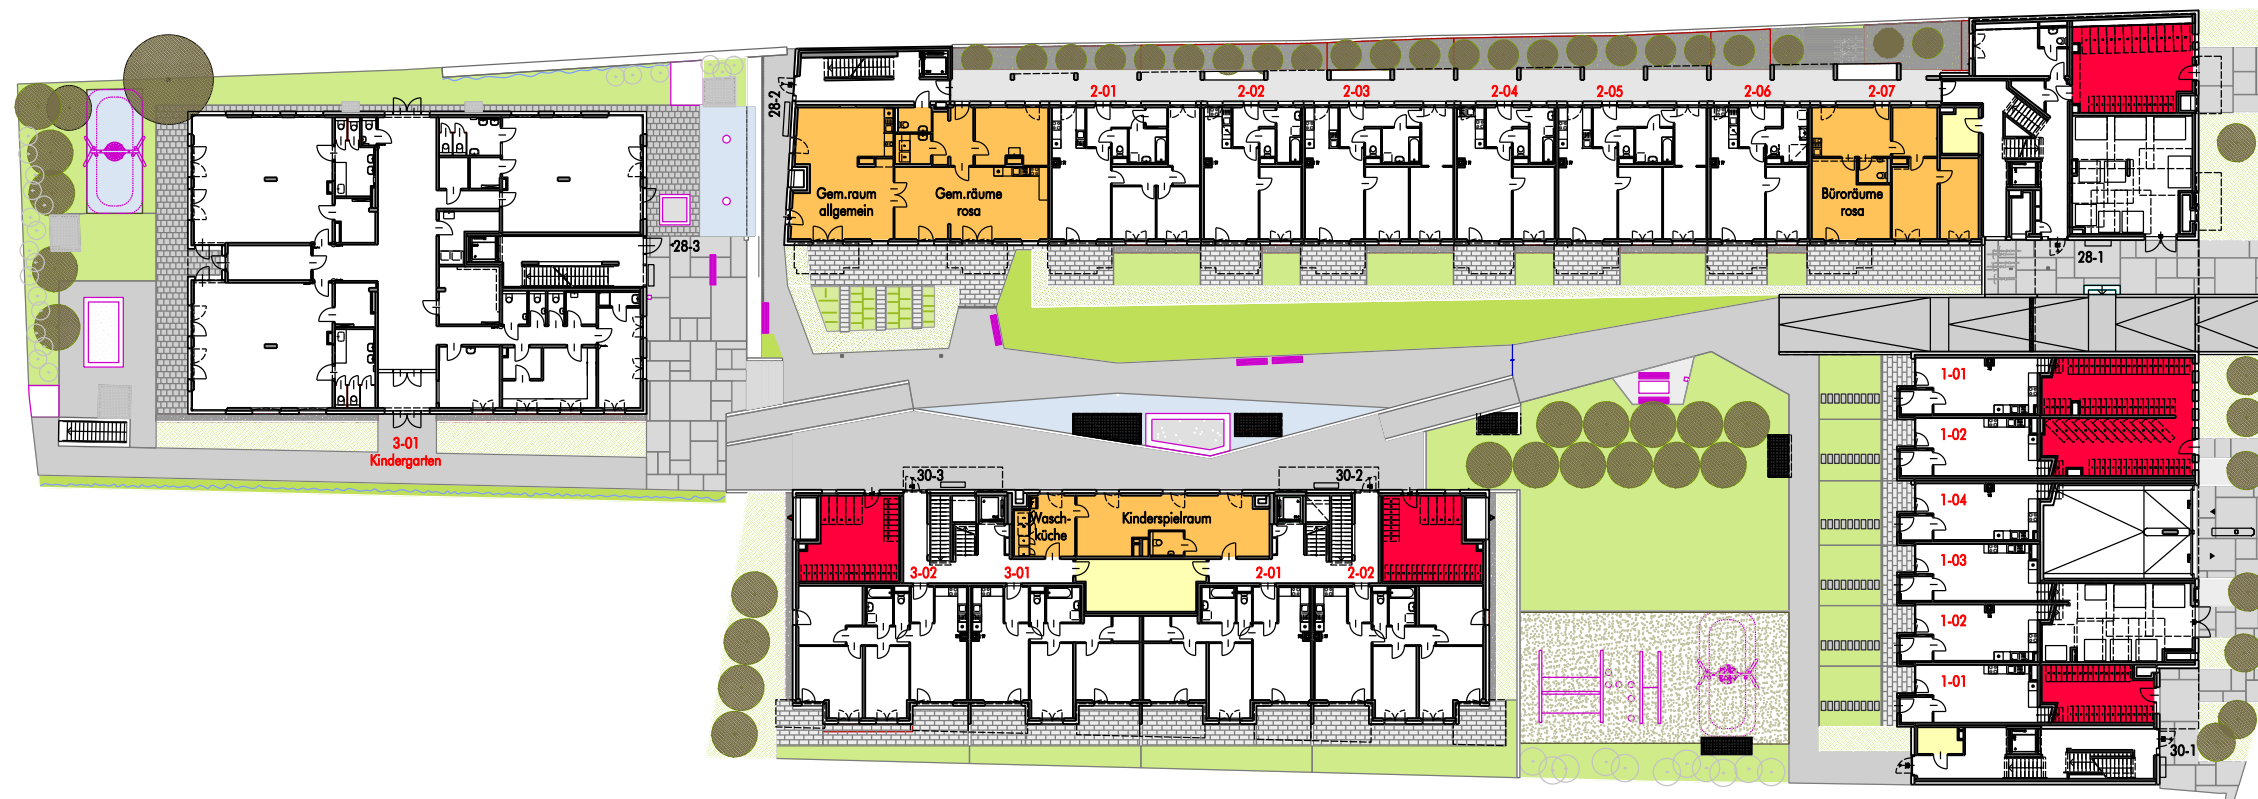 28-2
2-01
2-02
2-03
2-04
2-05
2-06
2-07
Gem.raum
allgemein
Gem.räume
rosa
Büroräume
rosa
28-3
28-1
3-01
Kindergarten
30-3
30-2
Wasch-
küche
Kinderspielraum
3-02
3-01
2-01
2-02
1-01
1-02
1-04
1-03
1-02
1-01
30-1